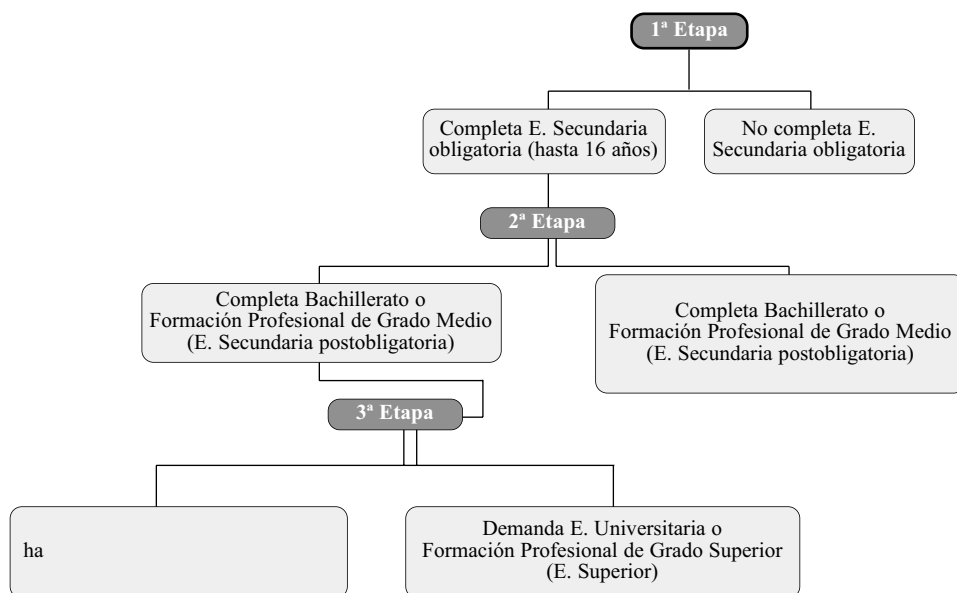 1ª Etapa
Completa E. Secundaria
obligatoria (hasta 16 años)
No completa E.
Secundaria obligatoria
2ª Etapa
Completa Bachillerato o
Formación Profesional de Grado Medio
(E. Secundaria postobligatoria)
Completa Bachillerato o
Formación Profesional de Grado Medio
(E. Secundaria postobligatoria)
3ª Etapa
ha
Demanda E. Universitaria o
Formación Profesional de Grado Superior
(E. Superior)